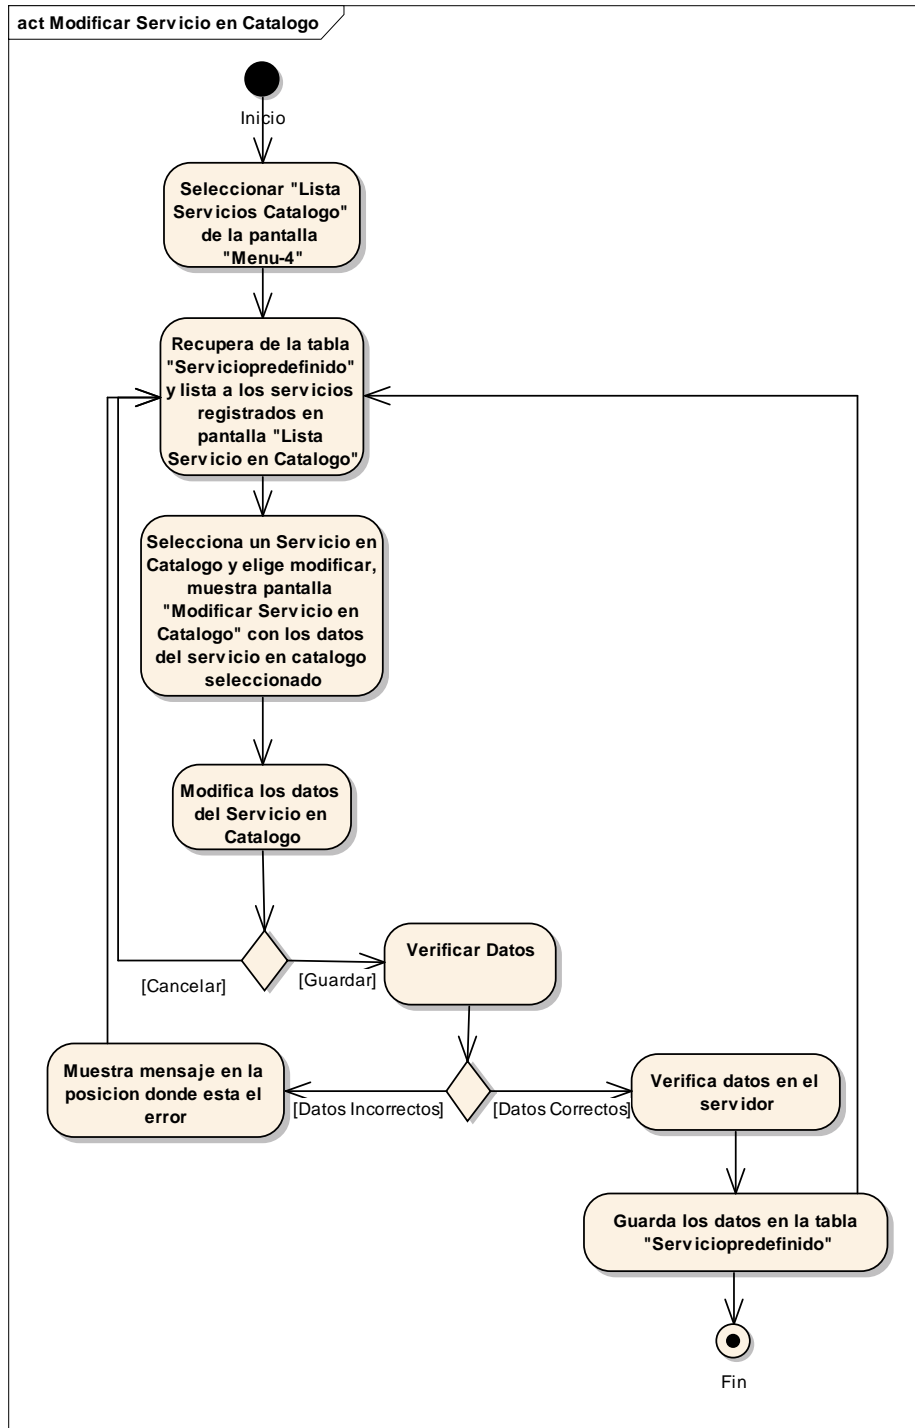 act Modificar Servicio en Catalogo
Inicio
Seleccionar "Lista
Servicios Catalogo"
de la pantalla
"Menu-4"
Recupera de la tabla
"Serviciopredefinido"
y lista a los servicios
registrados en
pantalla "Lista
Servicio en Catalogo"
Selecciona un Servicio en
Catalogo y elige modificar,
muestra pantalla
"Modificar Servicio en
Catalogo" con los datos
del servicio en catalogo
seleccionado
Modifica los datos
del Servicio en
Catalogo
Verificar Datos
[Cancelar]
[Guardar]
Muestra mensaje en la
posicion donde esta el
error
[Datos Incorrectos]
[Datos Correctos]
Verifica datos en el
servidor
Guarda los datos en la tabla
"Serviciopredefinido"
Fin